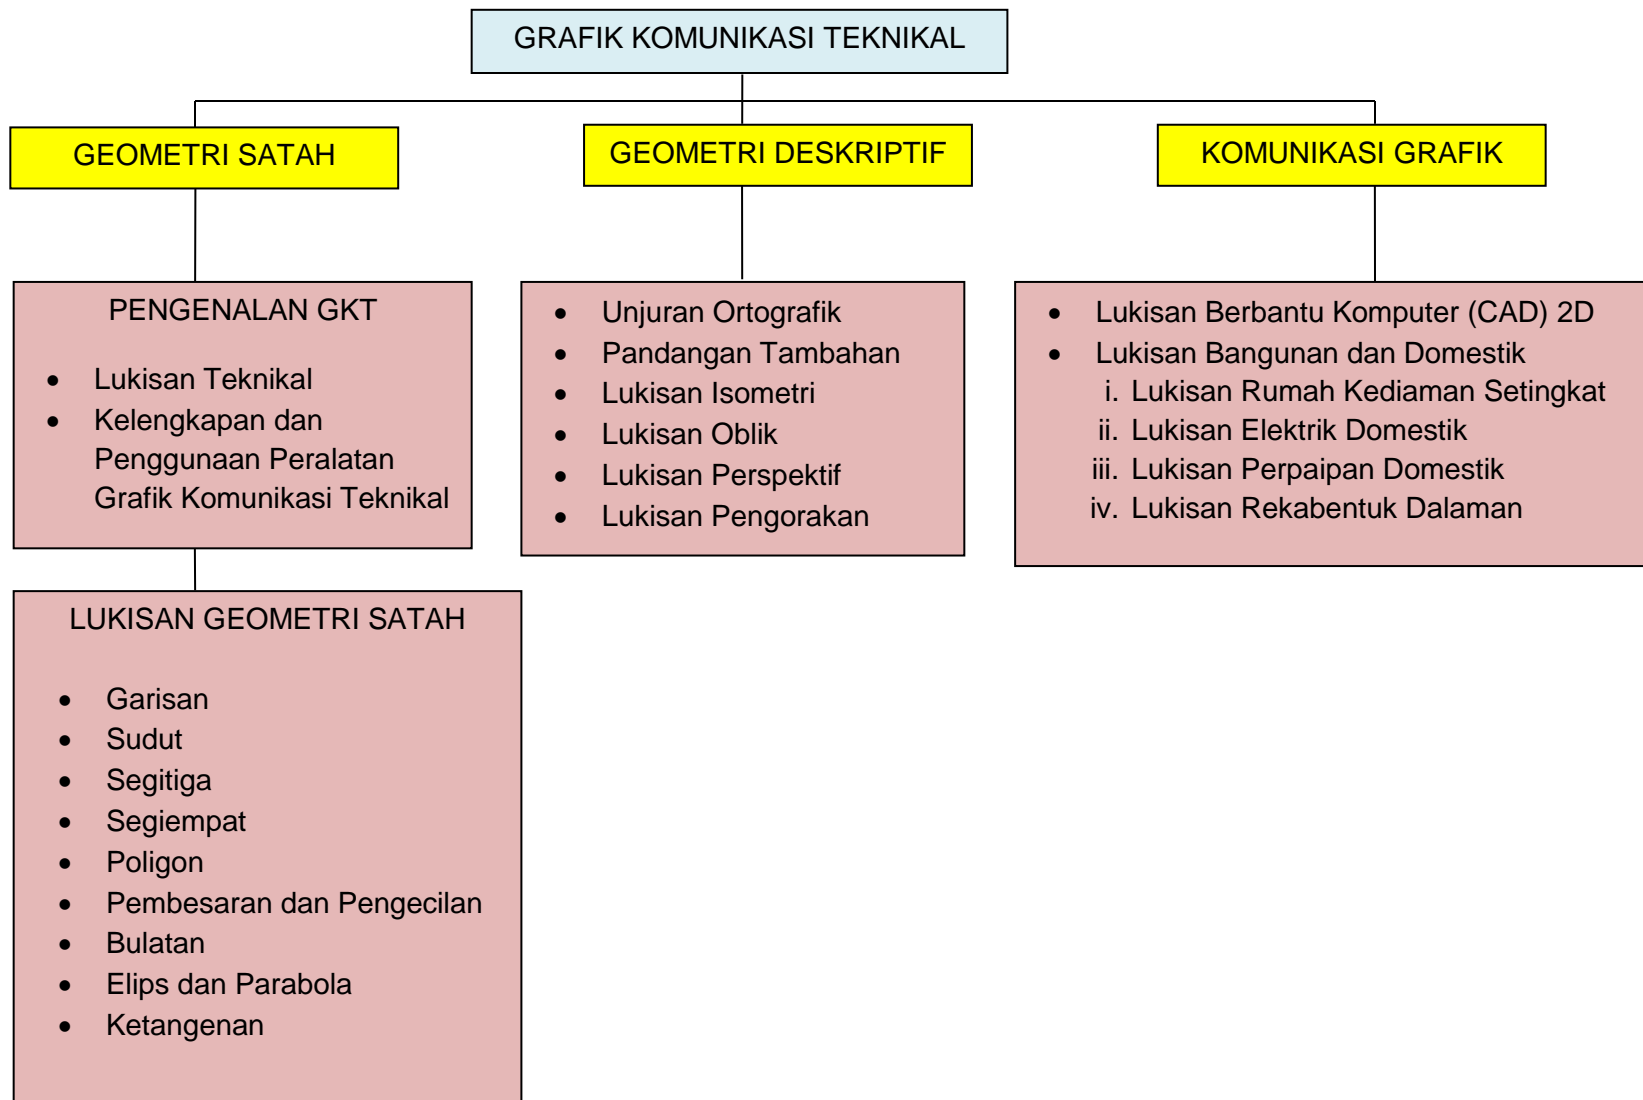 GRAFIK KOMUNIKASI TEKNIKAL
GEOMETRI SATAH
GEOMETRI DESKRIPTIF
KOMUNIKASI GRAFIK
PENGENALAN GKT
• Lukisan Teknikal
• Kelengkapan dan
Penggunaan Peralatan
Grafik Komunikasi Teknikal
LUKISAN GEOMETRI SATAH
• Garisan
• Sudut
• Segitiga
• Segiempat
• Poligon
• Pembesaran dan Pengecilan
• Bulatan
• Elips dan Parabola
• Ketangenan
• Unjuran Ortografik
• Pandangan Tambahan
• Lukisan Isometri
• Lukisan Oblik
• Lukisan Perspektif
• Lukisan Pengorakan
• Lukisan Berbantu Komputer (CAD) 2D
• Lukisan Bangunan dan Domestik
i. Lukisan Rumah Kediaman Setingkat
ii. Lukisan Elektrik Domestik
iii. Lukisan Perpaipan Domestik
iv. Lukisan Rekabentuk Dalaman